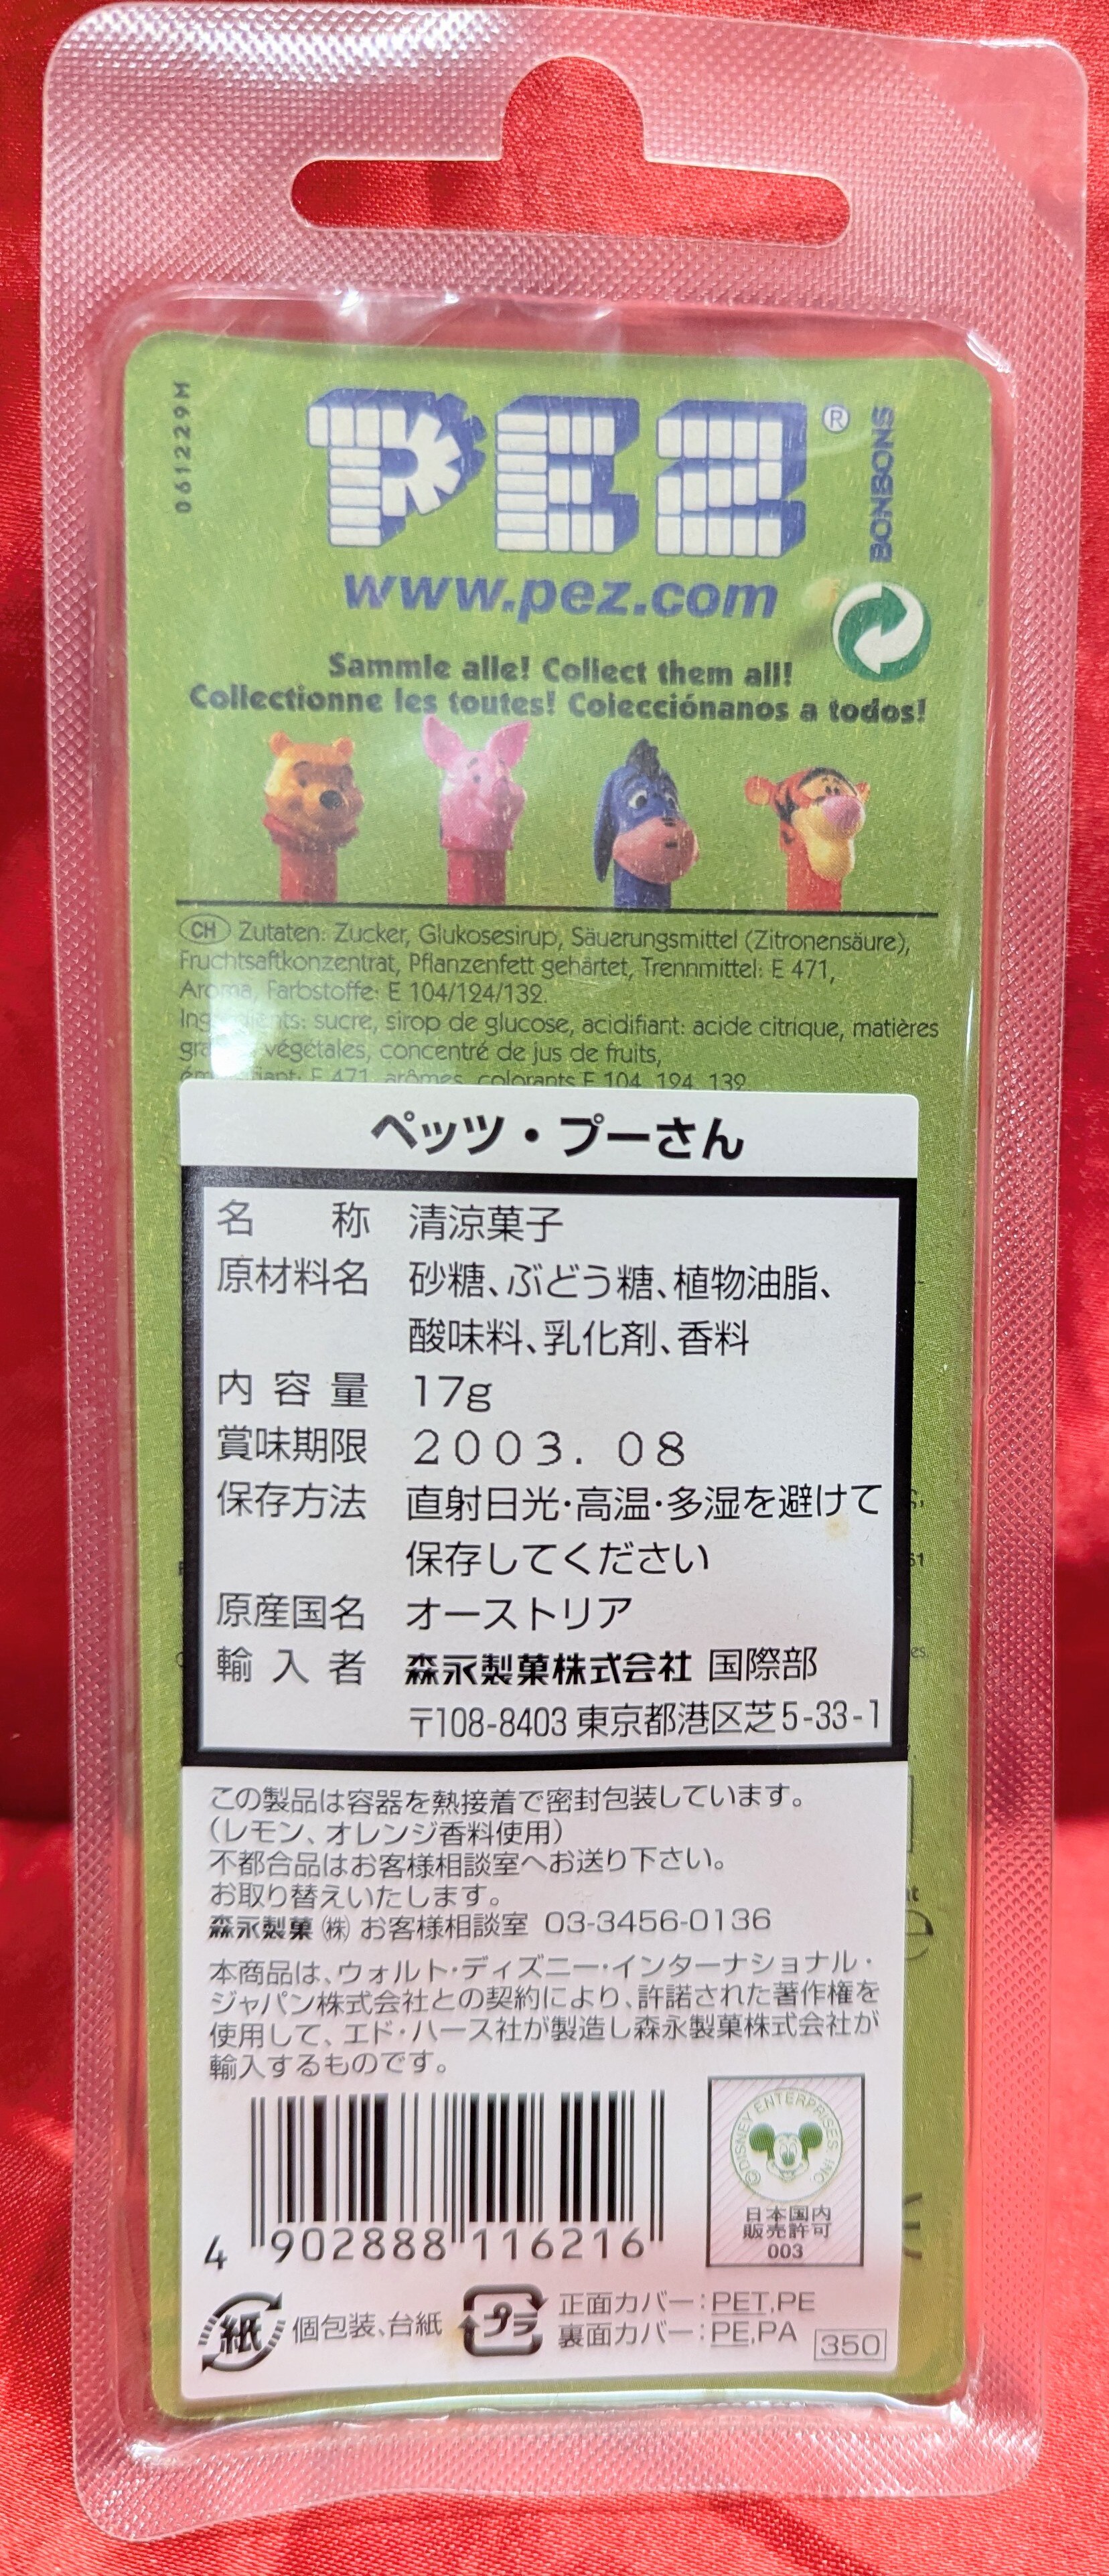 061229M
PEZ®
BONBONS
www.pez.com
Sammle alle! Collect them all!
Collectionne les toutes! Colecciónanos a todos!
CH Zutaten: Zucker, Glukosesirup, Säuerungsmittel (Zitronensäure),
Fruchtsaftkonzentrat, Pflanzenfett gehärtet, Trennmittel: E 471,
Aroma, Farbstoffe: E 104/124/132.
sucre, sirop de glucose, acidifiant: acide citrique, matières
végétales, concentré de jus de fruits,
E 471, arômes, colorants E 104, 124, 132.
ペッツ・プーさん
名称 清涼菓子
原材料名 砂糖、ぶどう糖、植物油脂、
酸味料、乳化剤、香料
内容量 17g
賞味期限 2003. 08
保存方法 直射日光・高温・多湿を避けて
保存してください
原産国名 オーストリア
輸入者 森永製菓株式会社 国際部
〒108-8403 東京都港区芝5-33-1
この製品は容器を熱接着で密封包装しています。
(レモン、オレンジ香料使用)
不都合品はお客様相談室へお送り下さい。
お取り替えいたします。
森永製菓(株)お客様相談室 03-3456-0136
本商品は、ウォルト・ディズニー・インターナショナル・
ジャパン株式会社との契約により、許諾された著作権を
使用して、エド・ハース社が製造し森永製菓株式会社が
輸入するものです。
4 902888 116216
©DISNEY ENTERPRISES, INC.
日本国内
販売許可
003
紙 個包装、台紙
プラ 正面カバー:PET,PE
裏面カバー:PE,PA
350